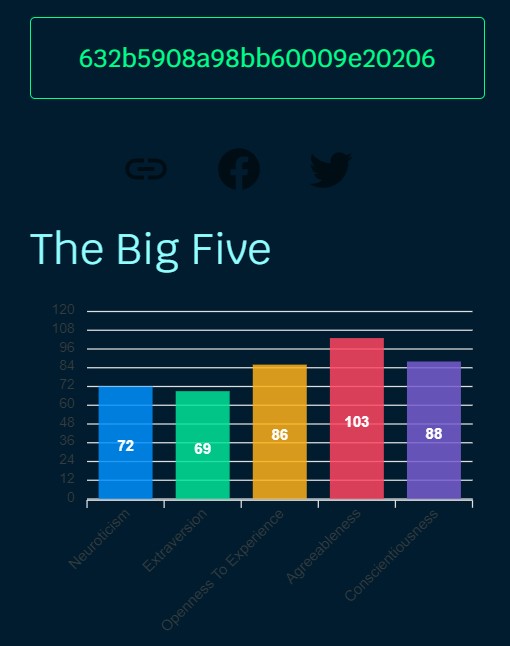 632b5908a98bb60009e20206
The Big Five
120
108
96
84
72
60
48
36
24
12
0
72
69
86
103
88
Neuroticism
Extraversion
Openness To Experience
Agreeableness
Conscientiousness